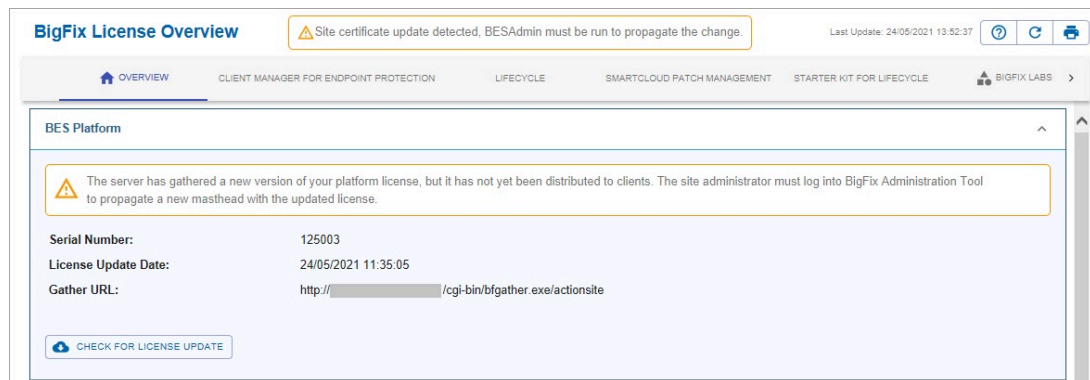 BigFix License Overview
Site certificate update detected, BESAdmin must be run to propagate the change.
Last Update: 24/05/2021 13:52:37
OVERVIEW
CLIENT MANAGER FOR ENDPOINT PROTECTION
LIFECYCLE
SMARTCLOUD PATCH MANAGEMENT
STARTER KIT FOR LIFECYCLE
BIGFIX LABS
BES Platform
The server has gathered a new version of your platform license, but it has not yet been distributed to clients. The site administrator must log into BigFix Administration Tool
to propagate a new masthead with the updated license.
Serial Number: 125003
License Update Date: 24/05/2021 11:35:05
Gather URL: http:// /cgi-bin/bfgather.exe/actionsite
CHECK FOR LICENSE UPDATE